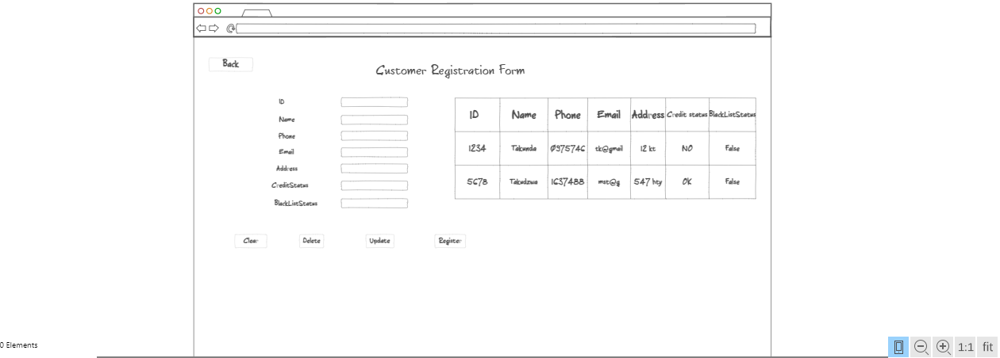 Back
Customer Registration Form
ID
Name
Phone
Email
Address
CreditStatus
BlackListStatus
ID Name Phone Email Address Credit status BlackListStatus
1234 Takunda 0975746 tk@gmail 12 kt NO False
5678 Takudzwa 1637488 mst@g 547 hty OK False
Clear Delete Update Register
0 Elements
1:1 fit